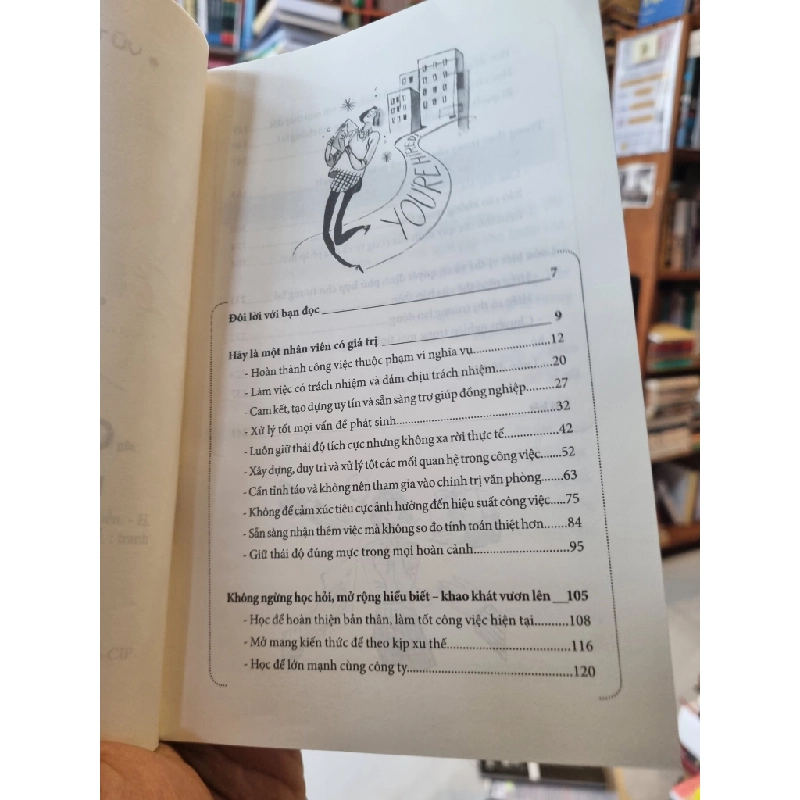 YOU'RE HIRED!
Đôi lời với bạn đọc 7
Hãy là một nhân viên có giá trị 9
- Hoàn thành công việc thuộc phạm vi nghĩa vụ 12
- Làm việc có trách nhiệm và dám chịu trách nhiệm 20
- Cam kết, tạo dựng uy tín và sẵn sàng trợ giúp đồng nghiệp 27
- Xử lý tốt mọi vấn đề phát sinh 32
- Luôn giữ thái độ tích cực nhưng không xa rời thực tế 42
- Xây dựng, duy trì và xử lý tốt các mối quan hệ trong công việc 52
- Cần tỉnh táo và không nên tham gia vào chính trị văn phòng 63
- Không để cảm xúc tiêu cực ảnh hưởng đến hiệu suất công việc 75
- Sẵn sàng nhận thêm việc mà không so đo tính toán thiệt hơn 84
- Giữ thái độ đúng mực trong mọi hoàn cảnh 95
Không ngừng học hỏi, mở rộng hiểu biết – khao khát vươn lên 105
- Học để hoàn thiện bản thân, làm tốt công việc hiện tại 108
- Mở mang kiến thức để theo kịp xu thế 116
- Học để lớn mạnh cùng công ty 120